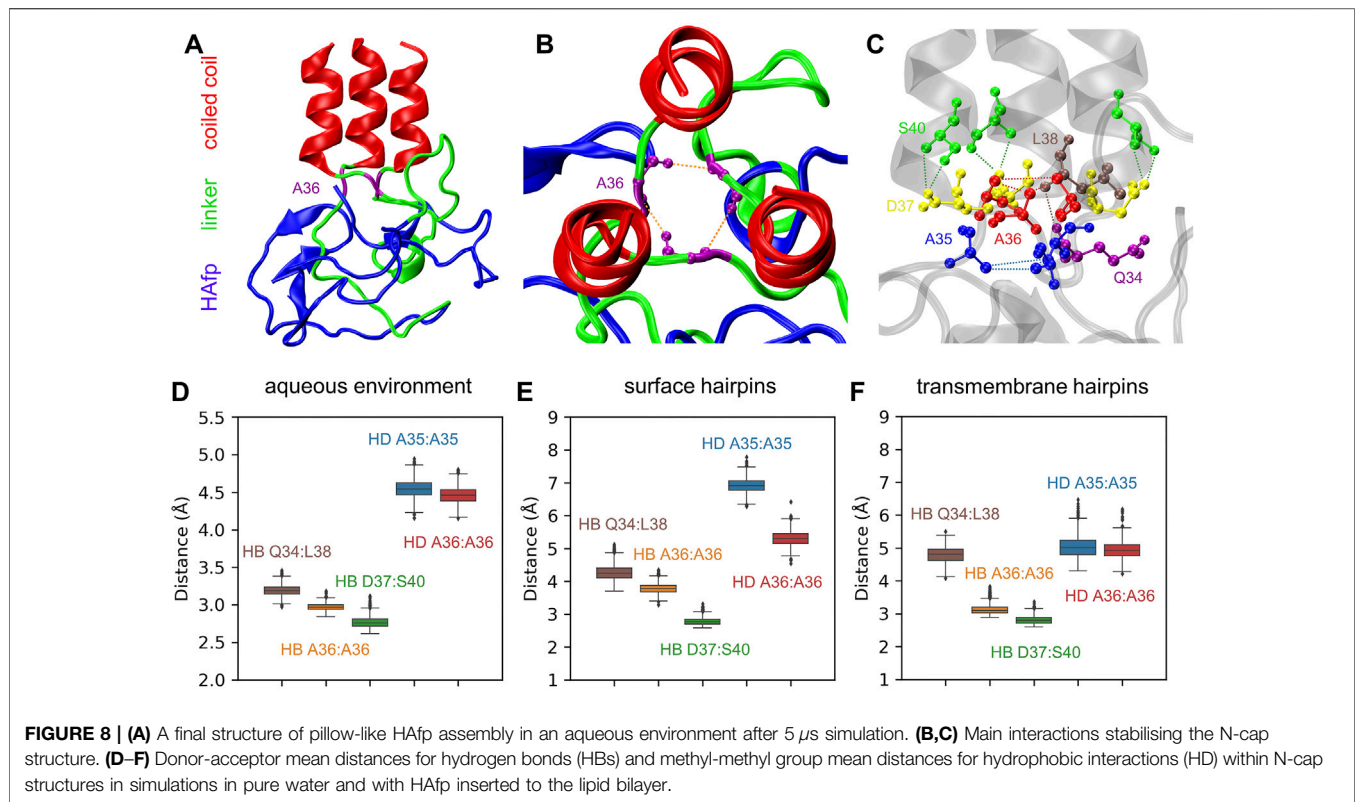 A
coiled coil
linker
HAfp
A36
B
A36
C
S40
L38
D37
A35
A36
Q34
D
aqueous environment
Distance (Å)
5.5
5.0
4.5
4.0
3.5
3.0
2.5
2.0
HD A35:A35
HD A36:A36
HB Q34:L38
HB D37:S40
HB A36:A36
E
surface hairpins
Distance (Å)
9
8
7
6
5
4
3
2
1
HD A35:A35
HB Q34:L38
HB A36:A36
HD A36:A36
HB D37:S40
F
transmembrane hairpins
Distance (Å)
9
8
7
6
5
4
3
2
1
HD A35:A35
HB Q34:L38
HB A36:A36
HD A36:A36
HB D37:S40
FIGURE 8 | (A) A final structure of pillow-like HAfp assembly in an aqueous environment after 5 µs simulation. (B,C) Main interactions stabilising the N-cap
structure. (D–F) Donor-acceptor mean distances for hydrogen bonds (HBs) and methyl-methyl group mean distances for hydrophobic interactions (HD) within N-cap
structures in simulations in pure water and with HAfp inserted to the lipid bilayer.